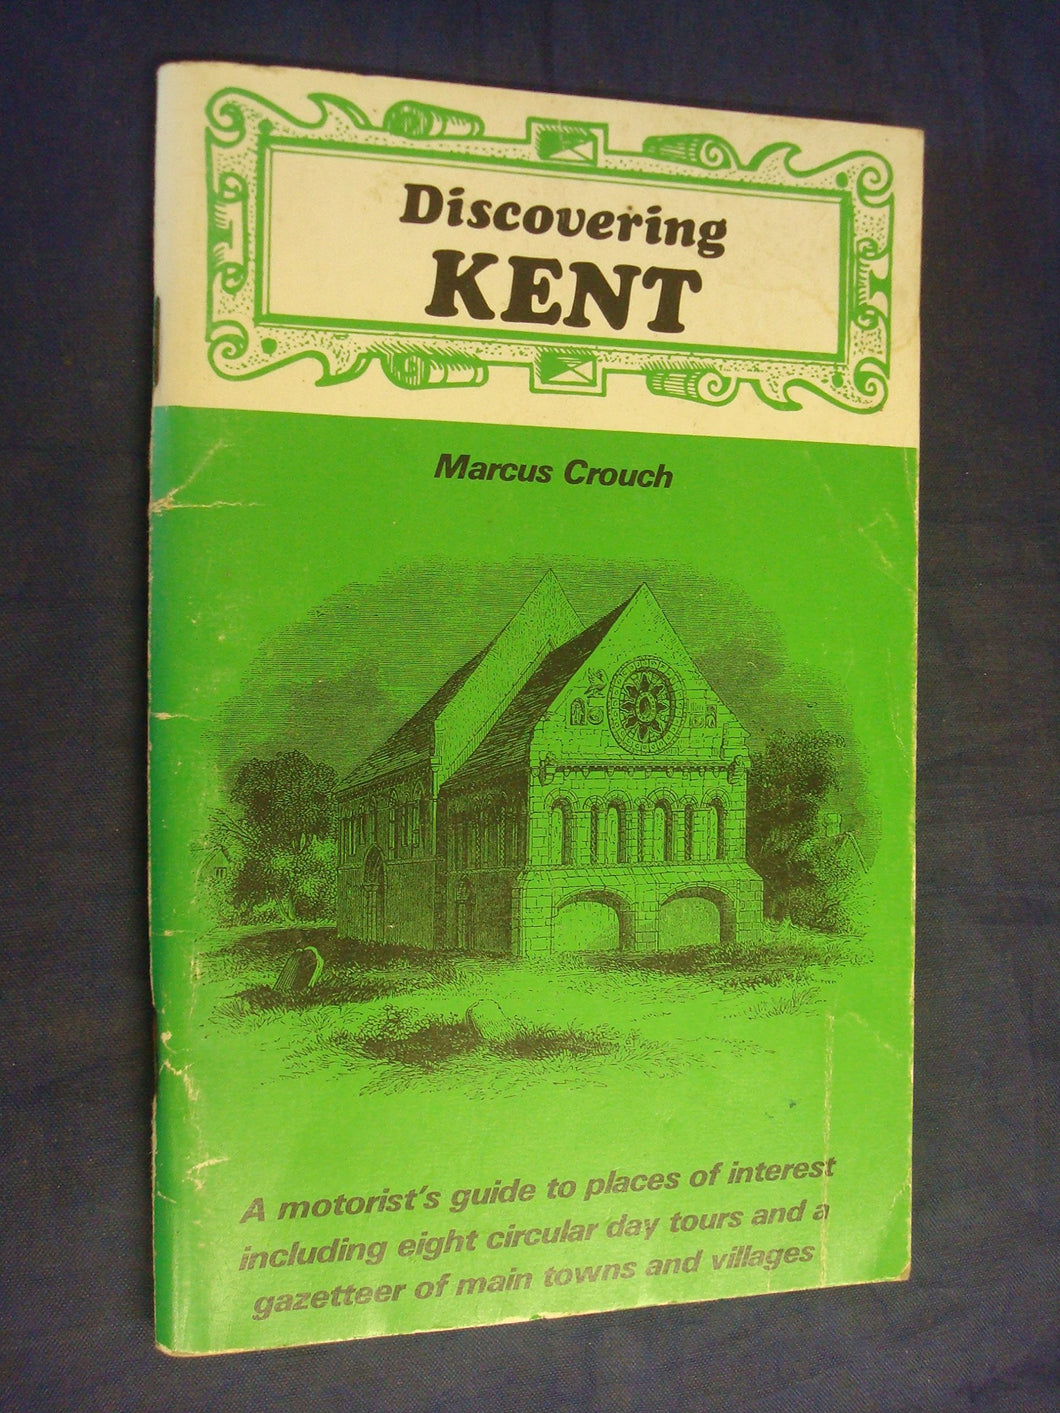 Discovering
KENT
Marcus Crouch
A motorist's guide to places of interest
including eight circular day tours and a
gazetteer of main towns and villages